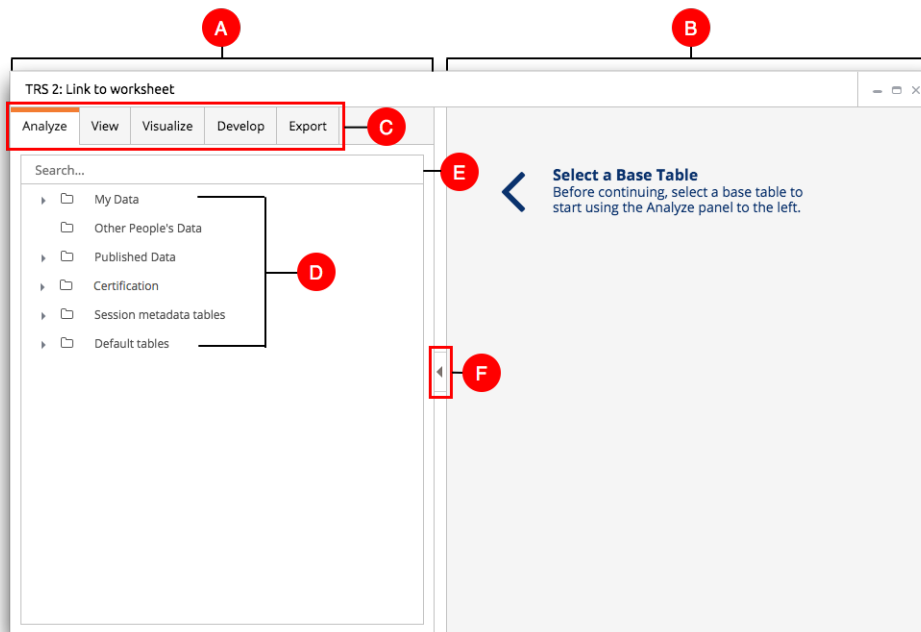 A
B
TRS 2: Link to worksheet
Analyze View Visualize Develop Export
C
Search...
E
My Data
Other People's Data
Published Data
Certification
Session metadata tables
Default tables
D
F
Select a Base Table
Before continuing, select a base table to
start using the Analyze panel to the left.